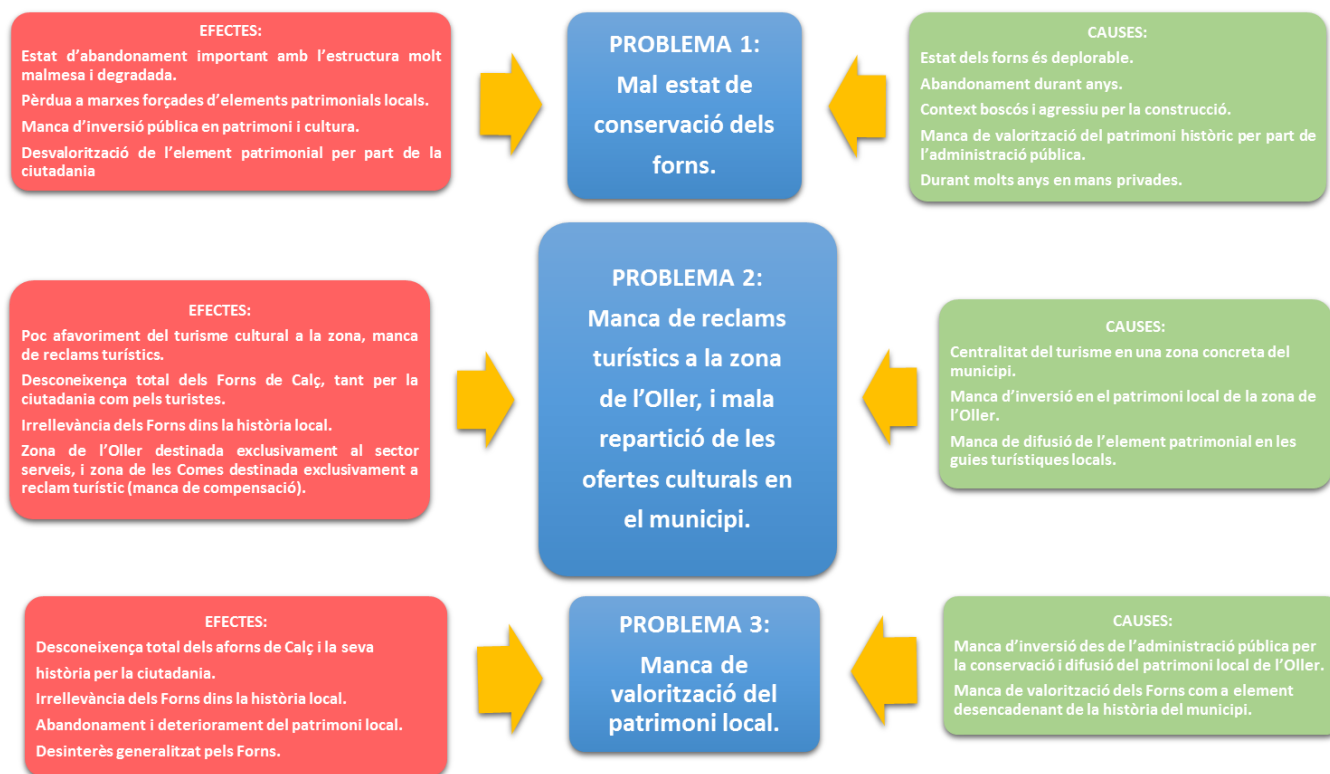 EFECTES:
Estat d'abandonament important amb l'estructura molt
malmesa i degradada.
Pèrdua a marxes forçades d'elements patrimonials locals.
Manca d'inversió pública en patrimoni i cultura.
Desvalorització de l'element patrimonial per part de la
ciutadania
PROBLEMA 1:
Mal estat de
conservació dels
forns.
CAUSES:
Estat dels forns és deplorable.
Abandonament durant anys.
Context boscós i agressiu per la construcció.
Manca de valorització del patrimoni històric per part de
l'administració pública.
Durant molts anys en mans privades.
EFECTES:
Poc afavoriment del turisme cultural a la zona, manca
de reclams turístics.
Desconeixença total dels Forns de Calç, tant per la
ciutadania com pels turistes.
Irrellevància dels Forns dins la història local.
Zona de l'Oller destinada exclusivament al sector
serveis, i zona de les Comes destinada exclusivament a
reclam turístic (manca de compensació).
PROBLEMA 2:
Manca de reclams
turístics a la zona
de l'Oller, i mala
repartició de les
ofertes culturals en
el municipi.
CAUSES:
Centralitat del turisme en una zona concreta del
municipi.
Manca d'inversió en el patrimoni local de la zona de
l'Oller.
Manca de difusió de l'element patrimonial en les
guies turístiques locals.
EFECTES:
Desconeixença total dels aforns de Calç i la seva
història per la ciutadania.
Irrellevància dels Forns dins la història local.
Abandonament i deteriorament del patrimoni local.
Desinterès generalitzat pels Forns.
PROBLEMA 3:
Manca de
valorització del
patrimoni local.
CAUSES:
Manca d'inversió des de l'administració pública per
la conservació i difusió del patrimoni local de l'Oller.
Manca de valorització dels Forns com a element
desencadenant de la història del municipi.